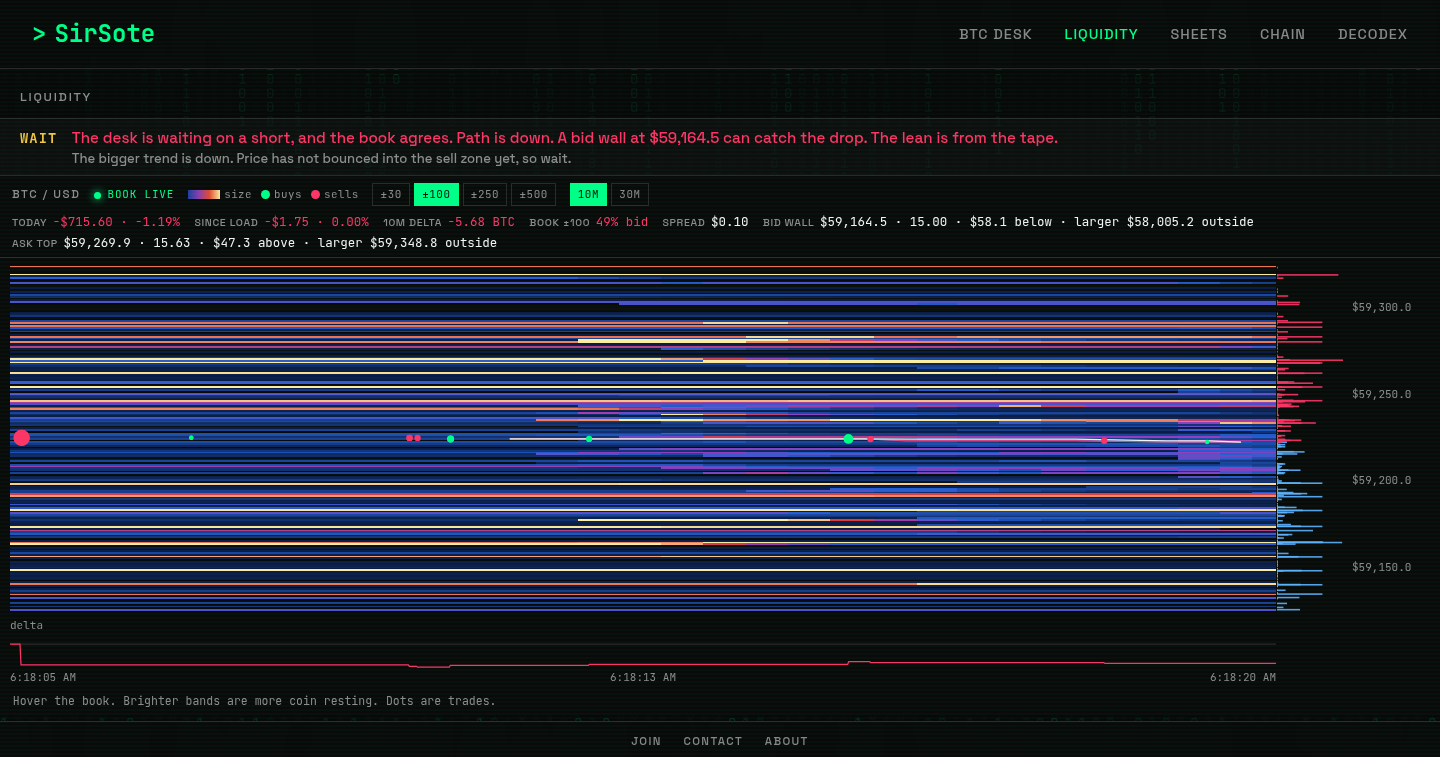 > SirSote
BTC DESK LIQUIDITY SHEETS CHAIN DECODEX
LIQUIDITY
WAIT The desk is waiting on a short, and the book agrees. Path is down. A bid wall at $59,164.5 can catch the drop. The lean is from the tape.
The bigger trend is down. Price has not bounced into the sell zone yet, so wait.
BTC / USD BOOK LIVE size buys sells ±30 ±100 ±250 ±500 10M 30M
TODAY -$715.60 · -1.19% SINCE LOAD -$1.75 · 0.00% 10M DELTA -5.68 BTC BOOK ±100 49% bid SPREAD $0.10 BID WALL $59,164.5 · 15.00 · $58.1 below · larger $58,005.2 outside
ASK TOP $59,269.9 · 15.63 · $47.3 above · larger $59,348.8 outside
$59,300.0
$59,250.0
$59,200.0
$59,150.0
delta
6:18:05 AM 6:18:13 AM 6:18:20 AM
Hover the book. Brighter bands are more coin resting. Dots are trades.
JOIN CONTACT ABOUT